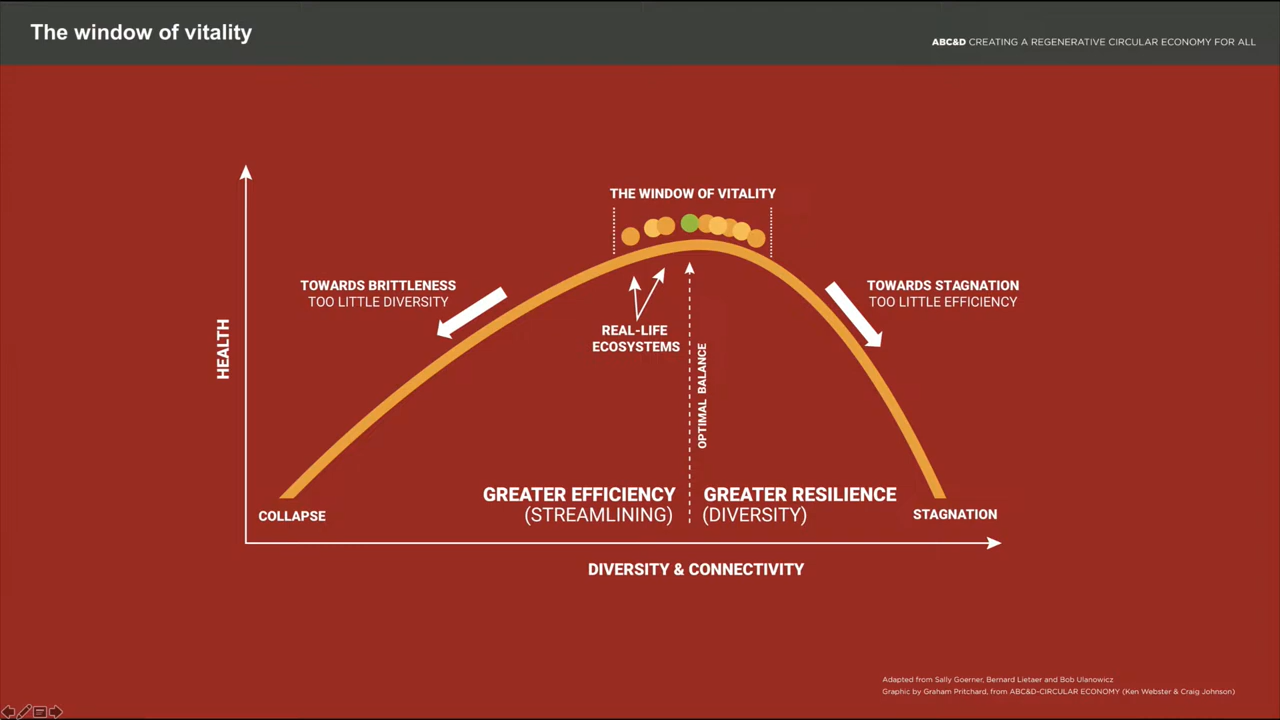 The window of vitality
ABC&D CREATING A REGENERATIVE CIRCULAR ECONOMY FOR ALL
THE WINDOW OF VITALITY
TOWARDS BRITTLENESS
TOO LITTLE DIVERSITY
TOWARDS STAGNATION
TOO LITTLE EFFICIENCY
HEALTH
REAL-LIFE
ECOSYSTEMS
OPTIMAL BALANCE
GREATER EFFICIENCY
(STREAMLINING)
GREATER RESILIENCE
(DIVERSITY)
COLLAPSE
STAGNATION
DIVERSITY & CONNECTIVITY
Adapted from Sally Goerner, Bernard Lietaer and Bob Ulanowicz
Graphic by Graham Pritchard, from ABC&D-CIRCULAR ECONOMY (Ken Webster & Craig Johnson)